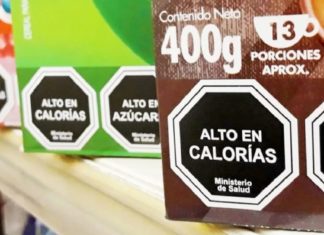 Contenido Neto
400g
13
PORCIONES
APROX.
ALTO EN
CALORÍAS
Ministerio
de Salud
ALTO EN
AZÚCAR
ALTO EN
CALORÍAS
Ministerio
de Salud